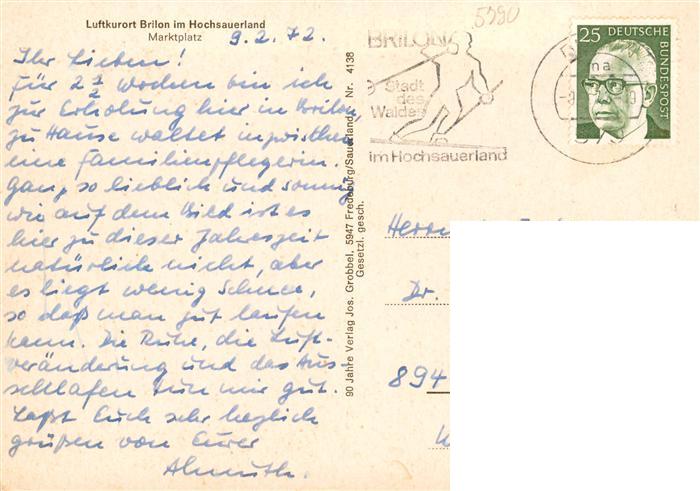 Luftkurort Brilon im Hochsauerland
Marktplatz
9.2.72.
Ihr Lieben!
Für 2 1/2 Wochen bin ich
zur Erholung hier in Brilon,
zu Hause waltet inzwischen
eine Familienpflegerin.
Ganz so lieblich und sonnig
wie auf dem Bild ist es
hier zu dieser Jahreszeit
natürlich nicht, aber
es liegt wenig Schnee,
so daß man gut laufen
kann. Die Ruhe, die Luft-
veränderung und das Aus-
schlafen tun mir gut.
Laßt Euch sehr herzlich
grüßen von Eurer
Almuth.
90 Jahre Verlag Jos. Grobbel, 5947 Fredeburg/Sauerland, Nr. 4138
Gesetzl. gesch.
5990
BRILON
Stadt
des
Waldes
im Hochsauerland
25 DEUTSCHE
BUNDESPOST
Herrn
Dr.
894